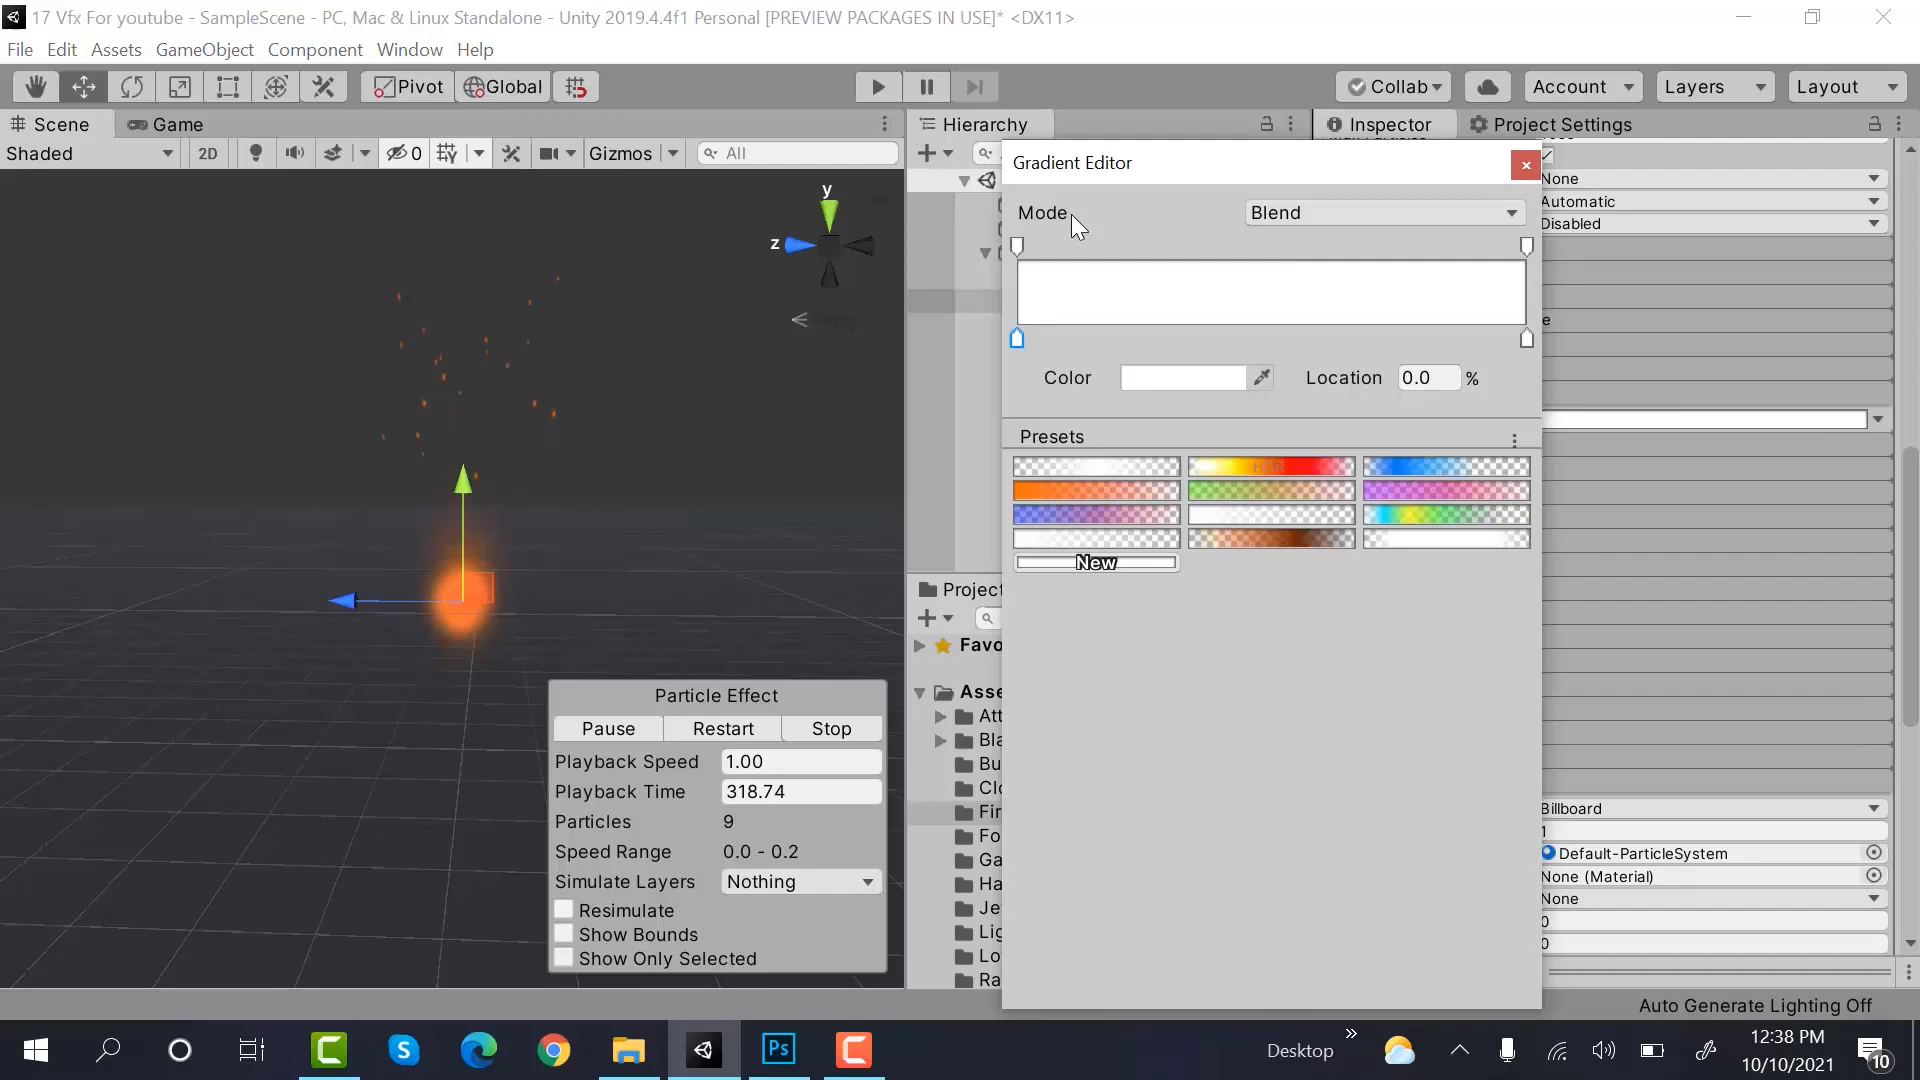 17 Vfx For youtube - SampleScene - PC, Mac & Linux Standalone - Unity 2019.4.4f1 Personal [PREVIEW PACKAGES IN USE]* <DX11>
File Edit Assets GameObject Component Window Help
Pivot Global Collab Account Layers Layout
Scene Game Hierarchy Inspector Project Settings
Shaded 2D 0 Gizmos All
Gradient Editor
None
Automatic
Disabled
Mode Blend
y
z
e
Color Location 0.0 %
Presets
HDR
New
Project
Favo
Asse
Att
Bla
Bu
Clo
Fir
Fo
Ga
Ha
Je
Lig
Lo
Ra
Particle Effect
Pause Restart Stop
Playback Speed 1.00
Playback Time 318.74
Particles 9
Speed Range 0.0 - 0.2
Simulate Layers Nothing
Resimulate
Show Bounds
Show Only Selected
Billboard
1
Default-ParticleSystem
None (Material)
None
0
0
Auto Generate Lighting Off
Desktop
12:38 PM
10/10/2021
10
Ps